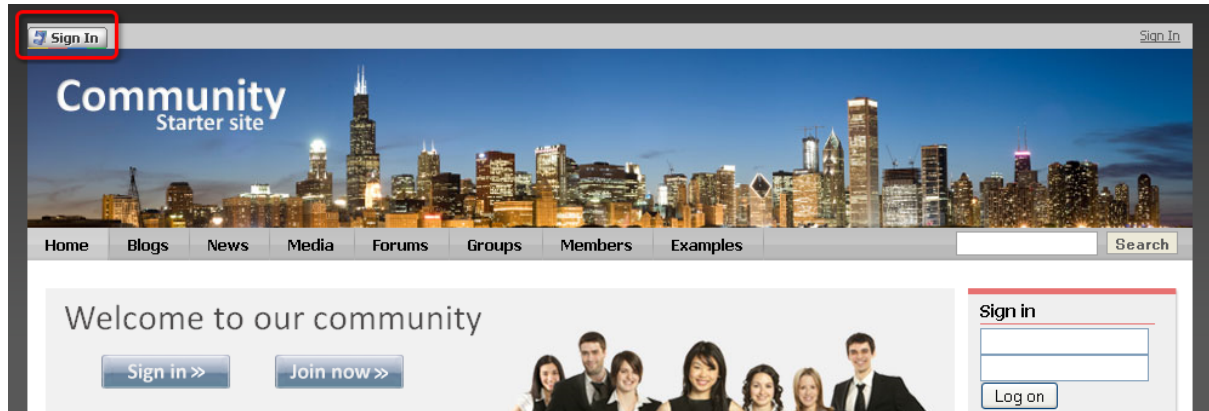 Sign In
Sign In
Community
Starter site
Home Blogs News Media Forums Groups Members Examples Search
Welcome to our community
Sign in »
Join now »
Sign in
Log on